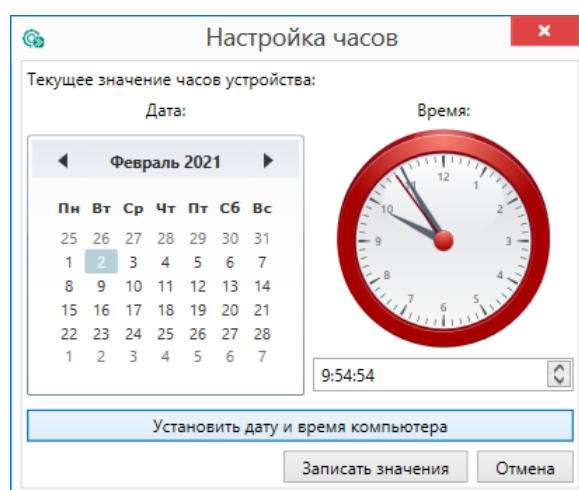 Настройка часов
Текущее значение часов устройства:
Дата:
Время:
Февраль 2021
Пн Вт Ср Чт Пт Сб Вс
25 26 27 28 29 30 31
1 2 3 4 5 6 7
8 9 10 11 12 13 14
15 16 17 18 19 20 21
22 23 24 25 26 27 28
1 2 3 4 5 6 7
12
11 1
10 2
9 3
8 4
7 5
6
9:54:54
Установить дату и время компьютера
Записать значения
Отмена